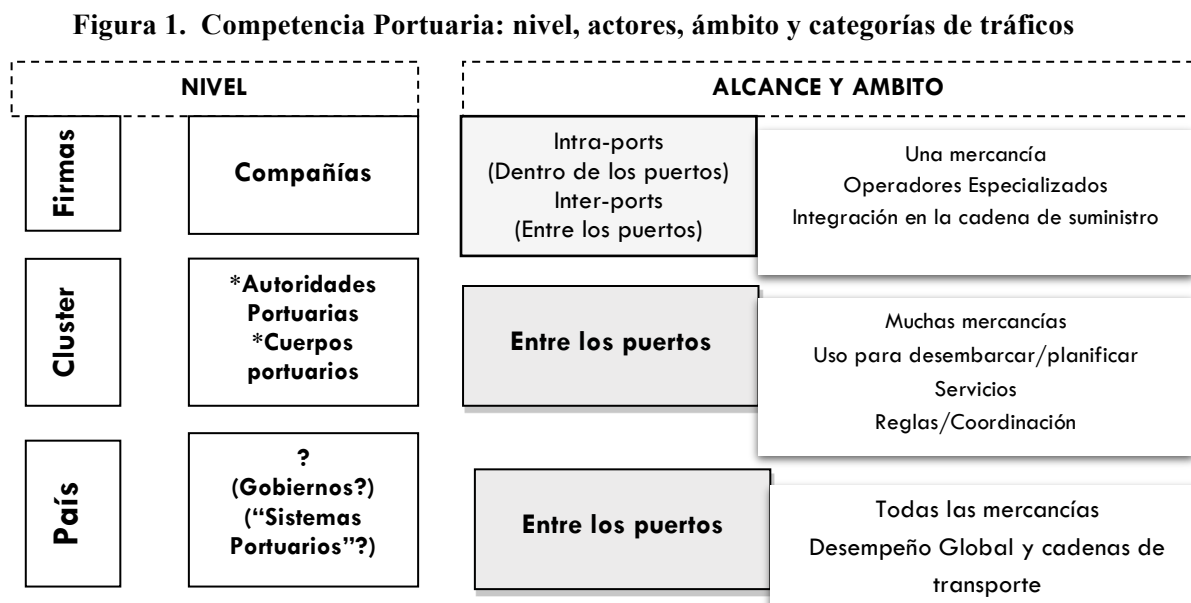 Figura 1.  Competencia Portuaria: nivel, actores, ámbito y categorías de tráficos
NIVEL
ALCANCE Y AMBITO
Firmas
Compañías
Intra-ports
(Dentro de los puertos)
Inter-ports
(Entre los puertos)
Una mercancía
Operadores Especializados
Integración en la cadena de suministro
Cluster
*Autoridades
Portuarias
*Cuerpos
portuarios
Entre los puertos
Muchas mercancías
Uso para desembarcar/planificar
Servicios
Reglas/Coordinación
País
?
(Gobiernos?)
(“Sistemas
Portuarios”?)
Entre los puertos
Todas las mercancías
Desempeño Global y cadenas de
transporte